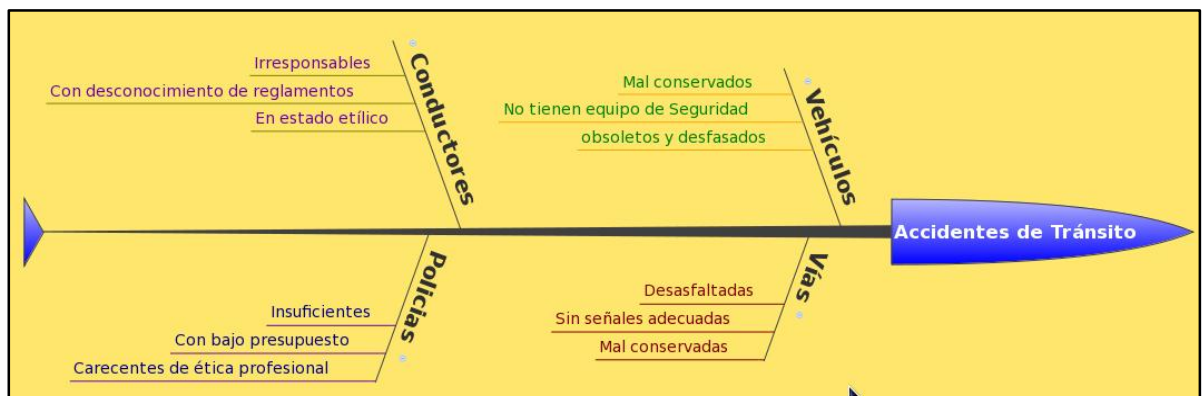 Conductores
Irresponsables
Con desconocimiento de reglamentos
En estado etílico
Vehículos
Mal conservados
No tienen equipo de Seguridad
obsoletos y desfasados
Accidentes de Tránsito
Policias
Insuficientes
Con bajo presupuesto
Carecentes de ética profesional
Vías
Desasfaltadas
Sin señales adecuadas
Mal conservadas